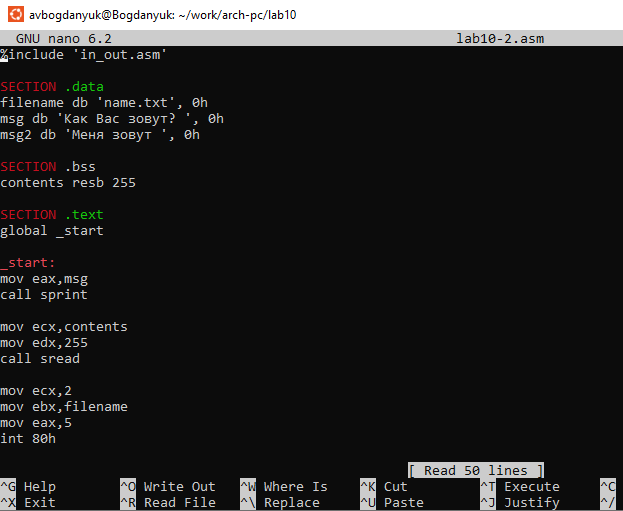 avbogdanyuk@Bogdanyuk: ~/work/arch-pc/lab10
GNU nano 6.2 lab10-2.asm
%include 'in_out.asm'
SECTION .data
filename db 'name.txt', 0h
msg db 'Как Вас зовут? ', 0h
msg2 db 'Меня зовут ', 0h
SECTION .bss
contents resb 255
SECTION .text
global _start
_start:
mov eax,msg
call sprint
mov ecx,contents
mov edx,255
call sread
mov ecx,2
mov ebx,filename
mov eax,5
int 80h
[ Read 50 lines ]
^G Help ^O Write Out ^W Where Is ^K Cut ^T Execute ^C
^X Exit ^R Read File ^\ Replace ^U Paste ^J Justify ^/